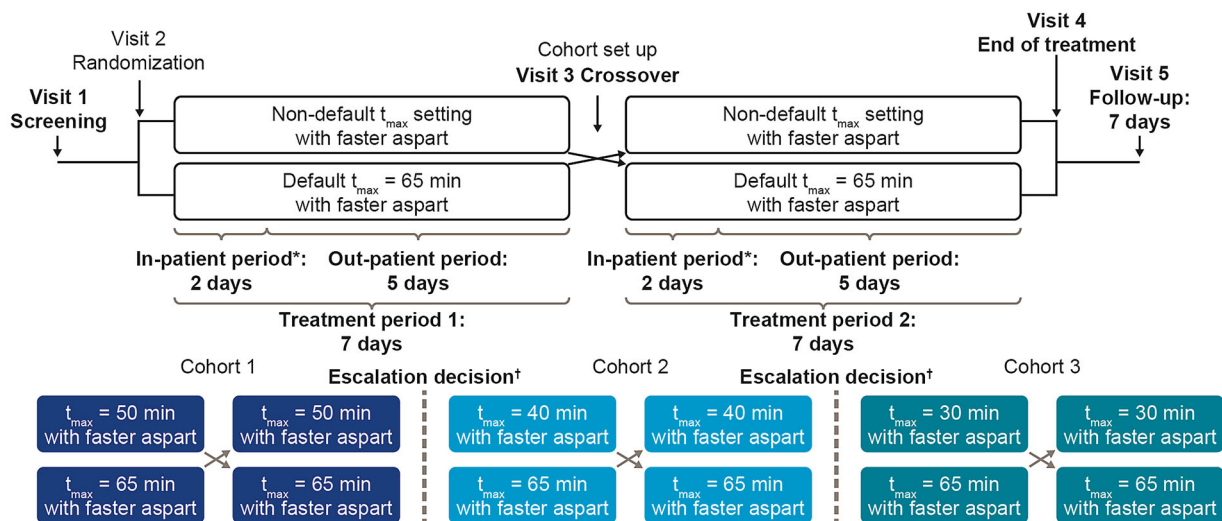 Visit 1
Screening
Visit 2
Randomization
Cohort set up
Visit 3 Crossover
Visit 4
End of treatment
Visit 5
Follow-up:
7 days
Non-default tmax setting
with faster aspart
Default tmax = 65 min
with faster aspart
Non-default tmax setting
with faster aspart
Default tmax = 65 min
with faster aspart
In-patient period*:
2 days
Out-patient period:
5 days
In-patient period*:
2 days
Out-patient period:
5 days
Treatment period 1:
7 days
Treatment period 2:
7 days
Cohort 1
Escalation decision†
Cohort 2
Escalation decision†
Cohort 3
tmax = 50 min
with faster aspart
tmax = 50 min
with faster aspart
tmax = 40 min
with faster aspart
tmax = 40 min
with faster aspart
tmax = 30 min
with faster aspart
tmax = 30 min
with faster aspart
tmax = 65 min
with faster aspart
tmax = 65 min
with faster aspart
tmax = 65 min
with faster aspart
tmax = 65 min
with faster aspart
tmax = 65 min
with faster aspart
tmax = 65 min
with faster aspart